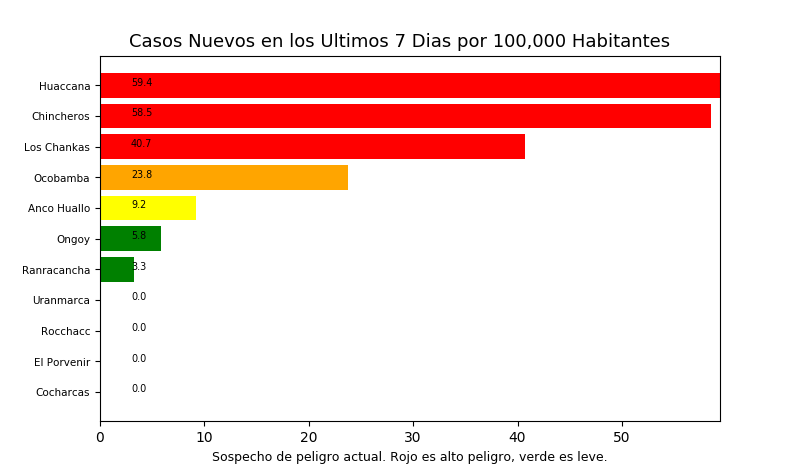 Casos Nuevos en los Ultimos 7 Dias por 100,000 Habitantes
Huaccana 59.4
Chincheros 58.5
Los Chankas 40.7
Ocobamba 23.8
Anco Huallo 9.2
Ongoy 5.8
Ranracancha 3.3
Uranmarca 0.0
Rocchacc 0.0
El Porvenir 0.0
Cocharcas 0.0
0 10 20 30 40 50
Sospecho de peligro actual. Rojo es alto peligro, verde es leve.